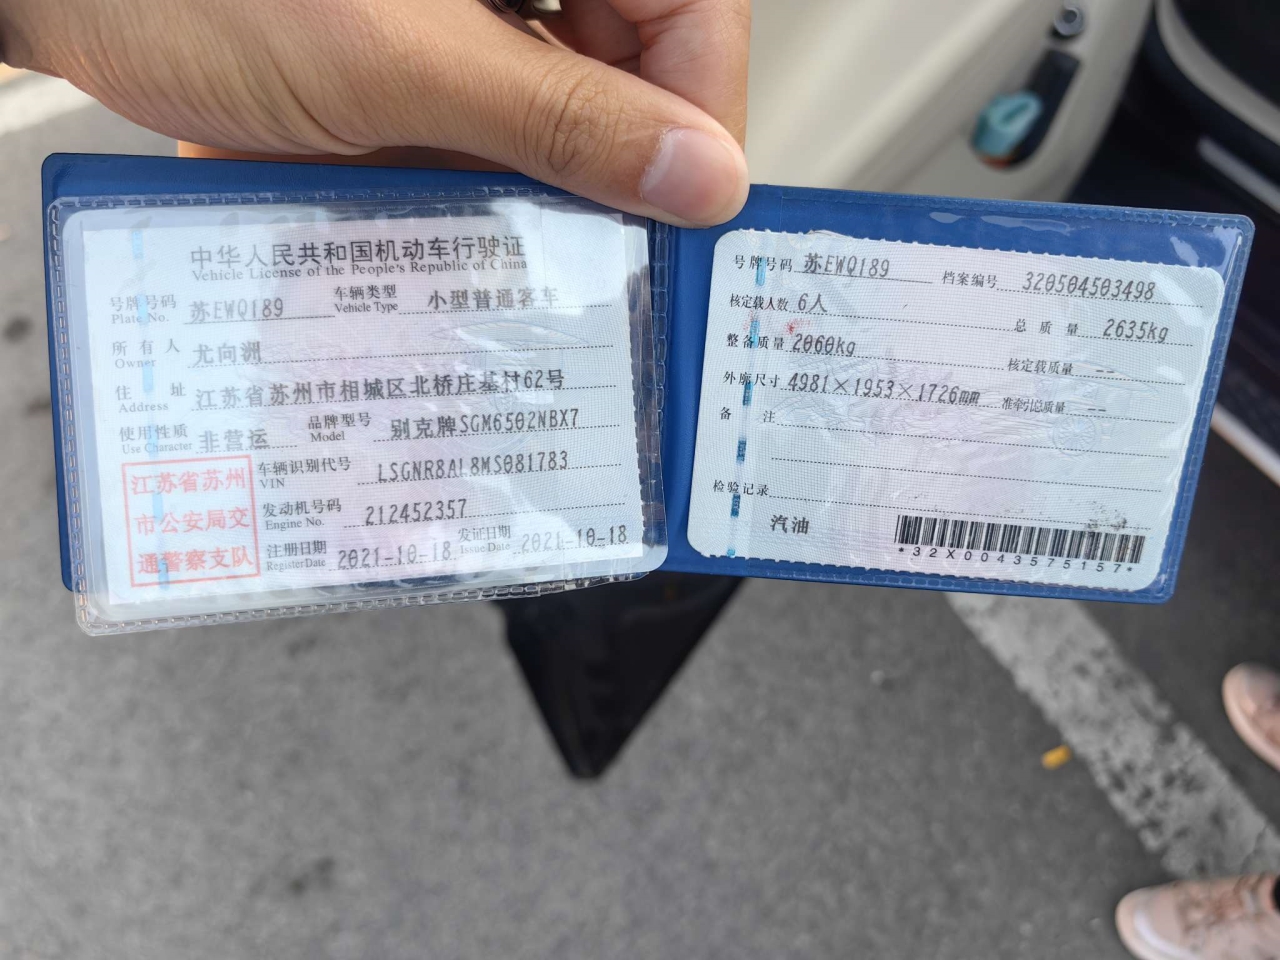 中华人民共和国机动车行驶证
Vehicle License of the People's Republic of China
号牌号码 苏EWQ189 车辆类型 小型普通客车
Plate No. Vehicle Type
所有人 尤向洲
Owner
住址 江苏省苏州市相城区北桥庄基村62号
Address
使用性质 非营运 品牌型号 别克牌SGM6502NBX7
Use Character Model
江苏省苏州
市公安局交
通警察支队
车辆识别代号 LSGNR8AL8MS081783
VIN
发动机号码 212452357
Engine No.
注册日期 2021-10-18 发证日期 2021-10-18
Register Date Issue Date
号牌号码 苏EWQ189 档案编号 320504503498
核定载人数 6人 总质量 2635kg
整备质量 2060kg 核定载质量 --
外廓尺寸 4981×1953×1726mm 准牵引总质量 --
备注
检验记录
汽油
*32X0043575157*